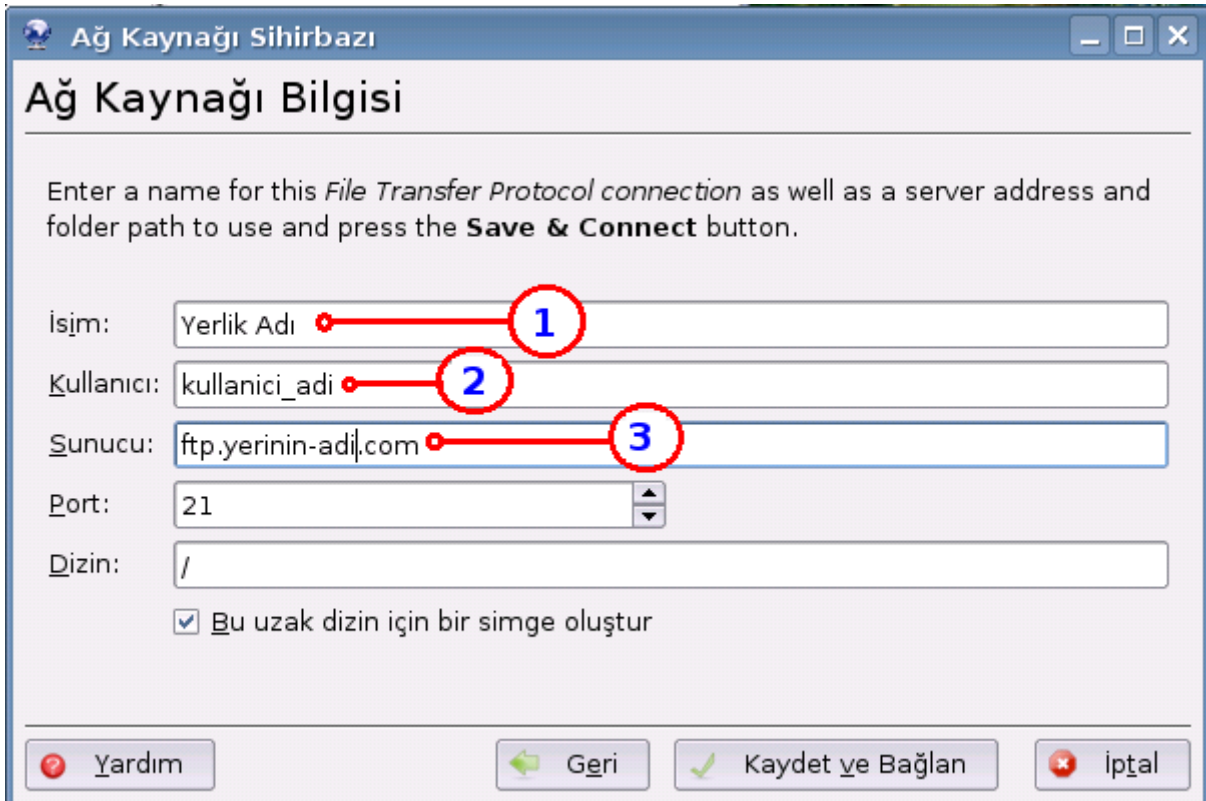 Ağ Kaynağı Sihirbazı
Ağ Kaynağı Bilgisi
Enter a name for this File Transfer Protocol connection as well as a server address and
folder path to use and press the Save & Connect button.
İsim: Yerlik Adı 1
Kullanıcı: kullanici_adi 2
Sunucu: ftp.yerinin-adi.com 3
Port: 21
Dizin: /
Bu uzak dizin için bir simge oluştur
Yardım Geri Kaydet ve Bağlan İptal